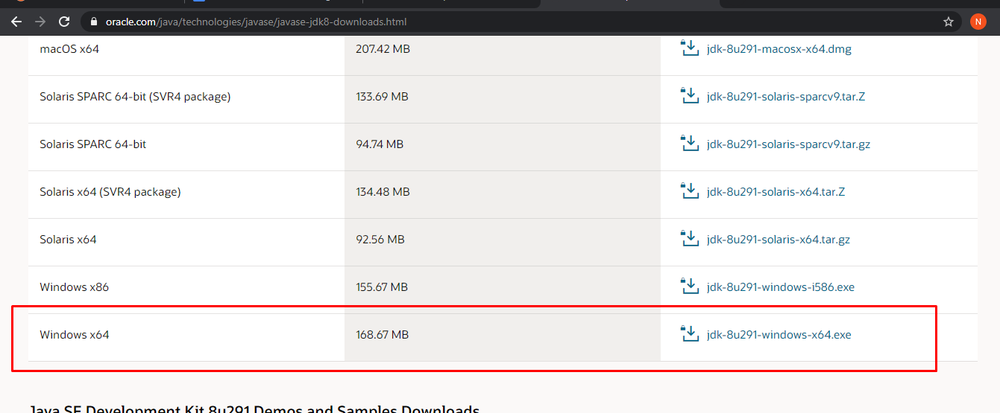 oracle.com/java/technologies/javase/javase-jdk8-downloads.html
N
macOS x64 207.42 MB jdk-8u291-macosx-x64.dmg
Solaris SPARC 64-bit (SVR4 package) 133.69 MB jdk-8u291-solaris-sparcv9.tar.Z
Solaris SPARC 64-bit 94.74 MB jdk-8u291-solaris-sparcv9.tar.gz
Solaris x64 (SVR4 package) 134.48 MB jdk-8u291-solaris-x64.tar.Z
Solaris x64 92.56 MB jdk-8u291-solaris-x64.tar.gz
Windows x86 155.67 MB jdk-8u291-windows-i586.exe
Windows x64 168.67 MB jdk-8u291-windows-x64.exe
Java SE Development Kit 8u291 Demos and Samples Downloads